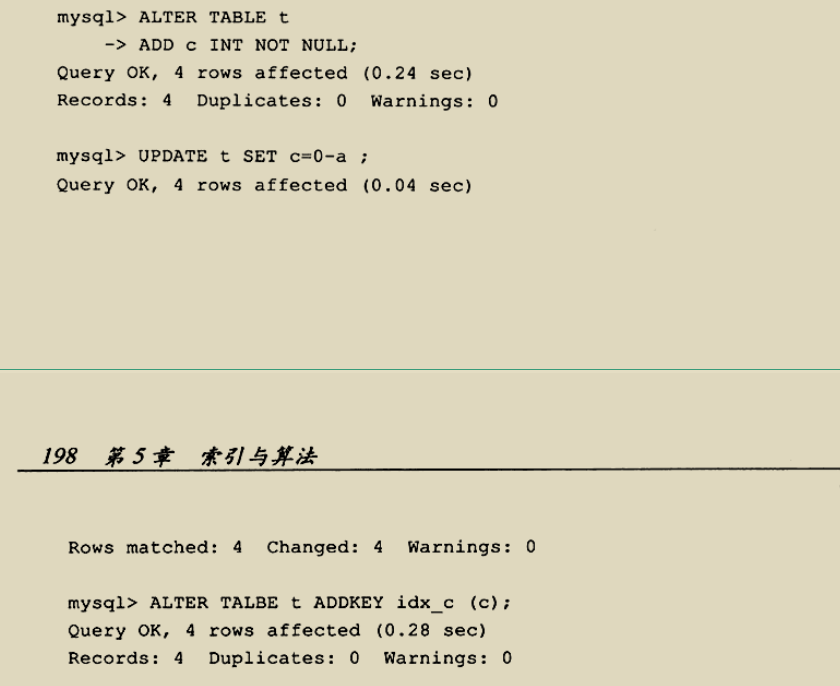 mysql> ALTER TABLE t
-> ADD c INT NOT NULL;
Query OK, 4 rows affected (0.24 sec)
Records: 4 Duplicates: 0 Warnings: 0
mysql> UPDATE t SET c=0-a ;
Query OK, 4 rows affected (0.04 sec)
198 第5章 索引与算法
Rows matched: 4 Changed: 4 Warnings: 0
mysql> ALTER TALBE t ADDKEY idx_c (c);
Query OK, 4 rows affected (0.28 sec)
Records: 4 Duplicates: 0 Warnings: 0